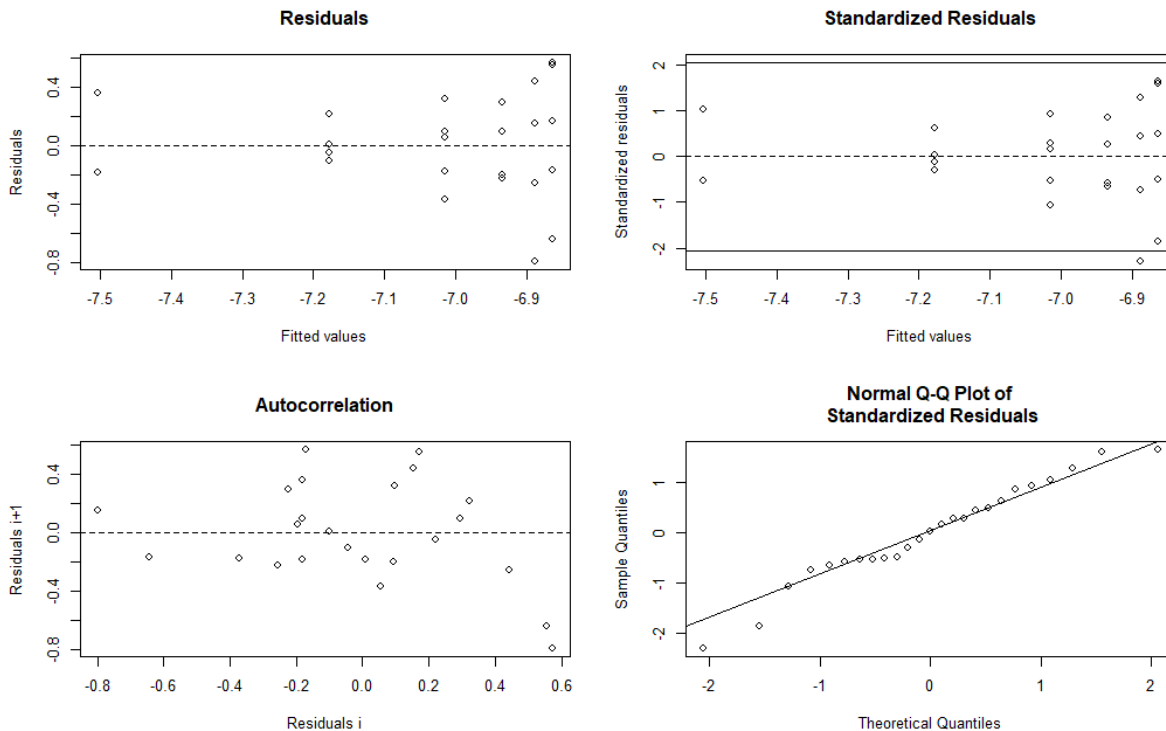 Residuals
Residuals
0.4
0.0
-0.4
-0.8
-7.5 -7.4 -7.3 -7.2 -7.1 -7.0 -6.9
Fitted values
Standardized Residuals
Standardized residuals
2
1
0
-1
-2
-7.5 -7.4 -7.3 -7.2 -7.1 -7.0 -6.9
Fitted values
Autocorrelation
Residuals i+1
0.4
0.0
-0.4
-0.8
-0.8 -0.6 -0.4 -0.2 0.0 0.2 0.4 0.6
Residuals i
Normal Q-Q Plot of
Standardized Residuals
Sample Quantiles
1
0
-1
-2
-2 -1 0 1 2
Theoretical Quantiles